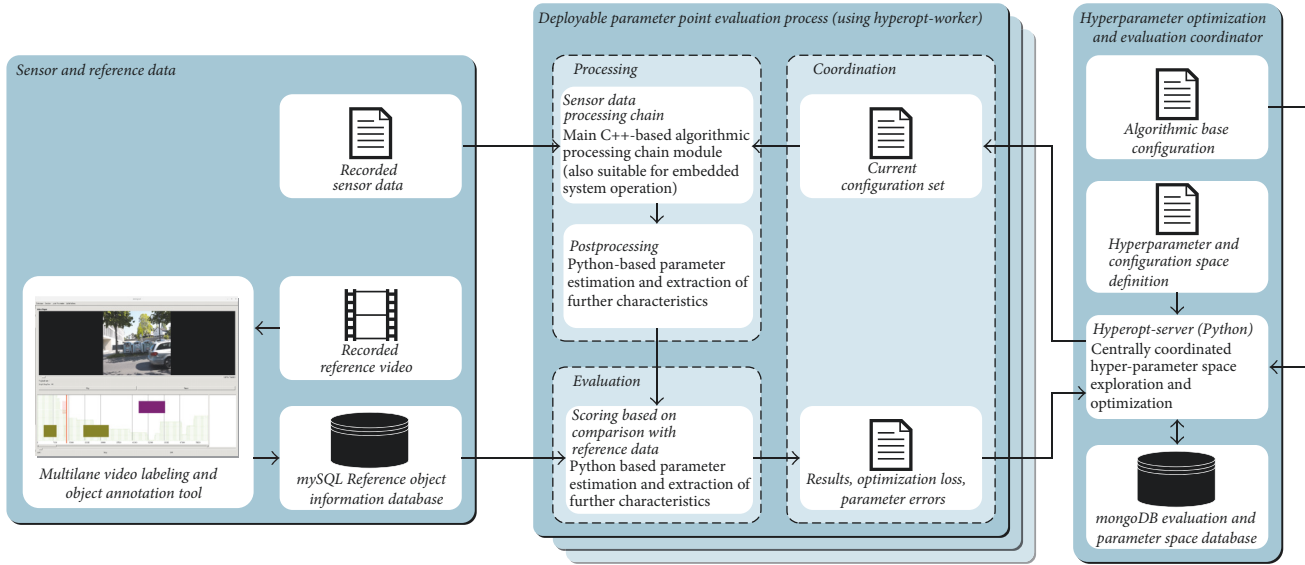 Sensor and reference data
Recorded
sensor data
Recorded
reference video
Multilane video labeling and
object annotation tool
mySQL Reference object
information database
Deployable parameter point evaluation process (using hyperopt-worker)
Processing
Sensor data
processing chain
Main C++-based algorithmic
processing chain module
(also suitable for embedded
system operation)
Postprocessing
Python-based parameter
estimation and extraction of
further characteristics
Evaluation
Scoring based on
comparison with
reference data
Python based parameter
estimation and extraction of
further characteristics
Coordination
Current
configuration set
Results, optimization loss,
parameter errors
Hyperparameter optimization
and evaluation coordinator
Algorithmic base
configuration
Hyperparameter and
configuration space
definition
Hyperopt-server (Python)
Centrally coordinated
hyper-parameter space
exploration and
optimization
mongoDB evaluation and
parameter space database